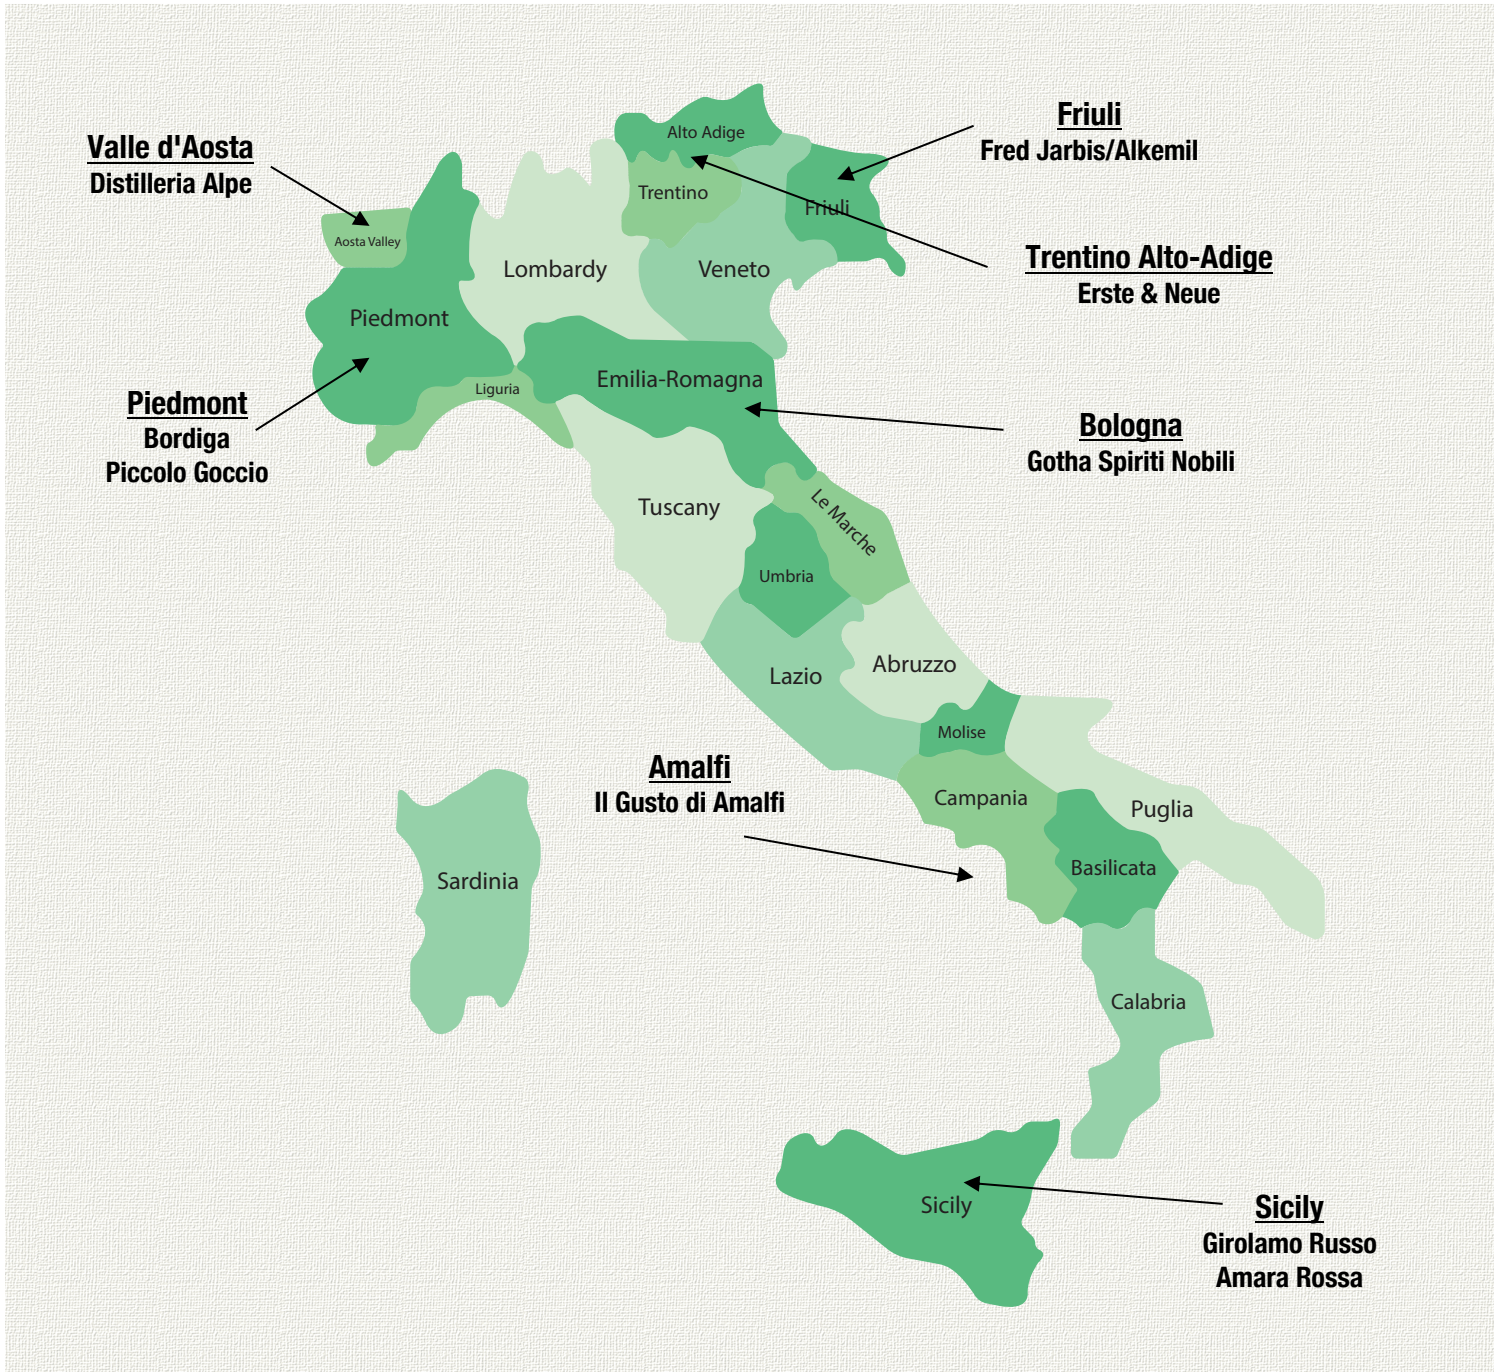 Friuli
Fred Jarbis/Alkemil
Valle d'Aosta
Distilleria Alpe
Alto Adige
Trentino
Friuli
Aosta Valley
Lombardy
Veneto
Trentino Alto-Adige
Erste & Neue
Piedmont
Emilia-Romagna
Liguria
Piedmont
Bordiga
Piccolo Goccio
Bologna
Gotha Spiriti Nobili
Tuscany
Le Marche
Umbria
Lazio
Abruzzo
Molise
Amalfi
Il Gusto di Amalfi
Campania
Puglia
Basilicata
Sardinia
Calabria
Sicily
Sicily
Girolamo Russo
Amara Rossa